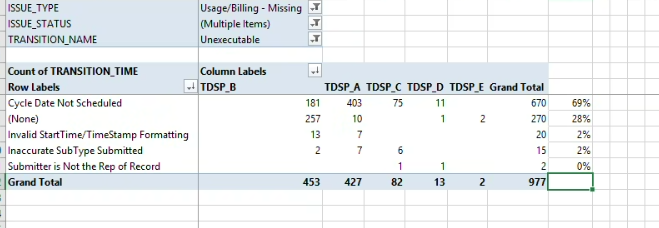 ISSUE_TYPE Usage/Billing - Missing
ISSUE_STATUS (Multiple Items)
TRANSITION_NAME Unexecutable
Count of TRANSITION_TIME Column Labels
Row Labels TDSP_B TDSP_A TDSP_C TDSP_D TDSP_E Grand Total
Cycle Date Not Scheduled 181 403 75 11 670 69%
(None) 257 10 1 2 270 28%
Invalid StartTime/TimeStamp Formatting 13 7 20 2%
Inaccurate SubType Submitted 2 7 6 15 2%
Submitter is Not the Rep of Record 1 1 2 0%
Grand Total 453 427 82 13 2 977